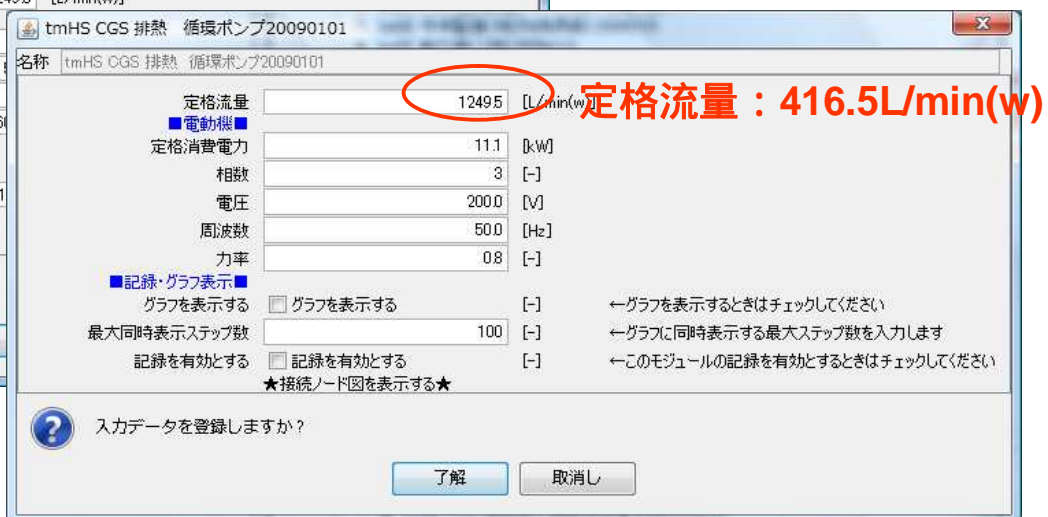 [L/min(w)]
tmHS CGS 排熱 循環ポンプ20090101
名称 tmHS CGS 排熱 循環ポンプ20090101
定格流量 1249.5 [L/min(w)] 定格流量：416.5L/min(w)
■電動機■
定格消費電力 11.1 [kW]
相数 3 [-]
電圧 200.0 [V]
周波数 50.0 [Hz]
力率 0.8 [-]
■記録・グラフ表示■
グラフを表示する グラフを表示する [-] ←グラフを表示するときはチェックしてください
最大同時表示ステップ数 100 [-] ←グラフに同時表示する最大ステップ数を入力します
記録を有効とする 記録を有効とする [-] ←このモジュールの記録を有効とするときはチェックしてください
★接続ノード図を表示する★
入力データを登録しますか？
了解 取消し